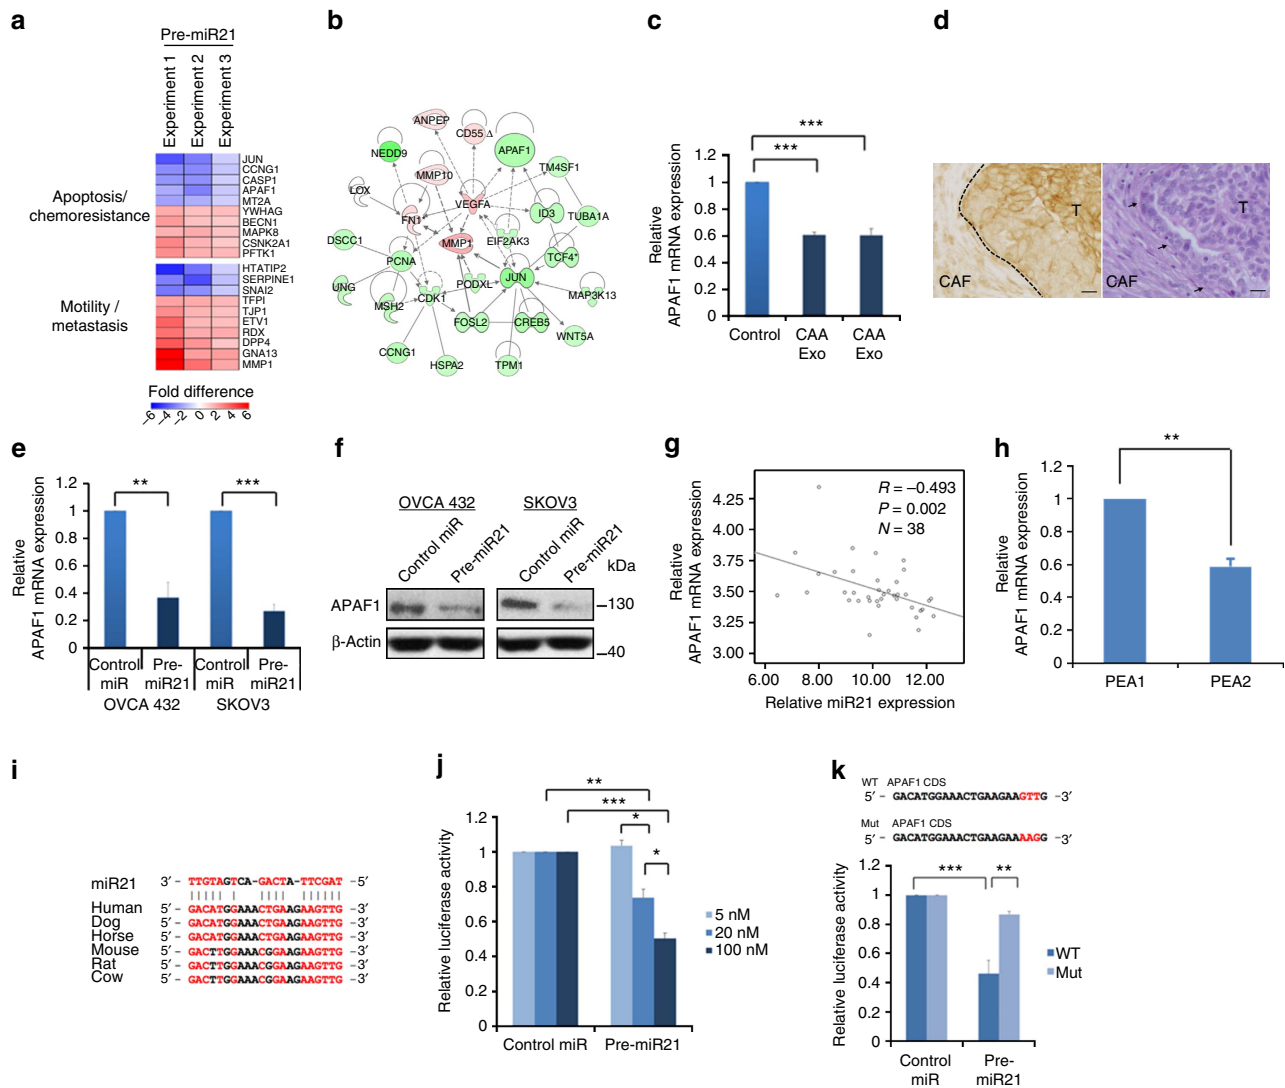 a
Pre-miR21
Experiment 1
Experiment 2
Experiment 3
Apoptosis/
chemoresistance
JUN
CCNG1
CASP1
APAF1
MT2A
YWHAG
BECN1
MAPK8
CSNK2A1
PFTK1
Motility /
metastasis
HTATIP2
SERPINE1
SNAI2
TFPI
TJP1
ETV1
RDX
DPP4
GNA13
MMP1
Fold difference
−6 −4 −2 0 2 4 6
b
ANPEP
CD55 Δ
APAF1
NEDD9
TM4SF1
LOX
MMP10
VEGFA
FN1
ID3
TUBA1A
DSCC1
MMP1
EIF2AK3
PCNA
TCF4*
UNG
MSH2
CDK1
PODXL
JUN
MAP3K13
FOSL2
CREB5
WNT5A
CCNG1
HSPA2
TPM1
c
Relative
APAF1 mRNA expression
1.2
1
0.8
0.6
0.4
0.2
0
***
***
Control
CAA
Exo
CAA
Exo
d
T
CAF
T
CAF
e
Relative
APAF1 mRNA expression
1.2
1
0.8
0.6
0.4
0.2
0
**
***
Control
miR
Pre-
miR21
Control
miR
Pre-
miR21
OVCA 432
SKOV3
f
OVCA 432
SKOV3
Control miR
Pre-miR21
Control miR
Pre-miR21
kDa
APAF1
130
β-Actin
40
g
Relative
APAF1 mRNA expression
4.25
4.00
3.75
3.50
3.25
3.00
R = −0.493
P = 0.002
N = 38
6.00 8.00 10.00 12.00
Relative miR21 expression
h
Relative
APAF1 mRNA expression
1.2
1
0.8
0.6
0.4
0.2
0
**
PEA1
PEA2
i
miR21 3′ - TTGTAGTCA-GACTA-TTCGAT -5′
Human 5′ - GACATGGAAACTGAAGAAGTTG -3′
Dog 5′ - GACATGGAAACTGAAGAAGTTG -3′
Horse 5′ - GACATGGAAACTGAAGAAGTTG -3′
Mouse 5′ - GACTTGGAAACGGAAGAAGTTG -3′
Rat 5′ - GACTTGGAAACGGAAGAAGTTG -3′
Cow 5′ - GACTTGGAAACGGAAGAAGTTG -3′
j
Relative luciferase activity
1.2
1
0.8
0.6
0.4
0.2
0
**
***
*
*
Control miR
Pre-miR21
5 nM
20 nM
100 nM
k
WT APAF1 CDS
5′ - GACATGGAAACTGAAGAAGTTG -3′
Mut APAF1 CDS
5′ - GACATGGAAACTGAAGAAAAGG -3′
Relative luciferase activity
1.2
1
0.8
0.6
0.4
0.2
0
***
**
Control
miR
Pre-
miR21
WT
Mut